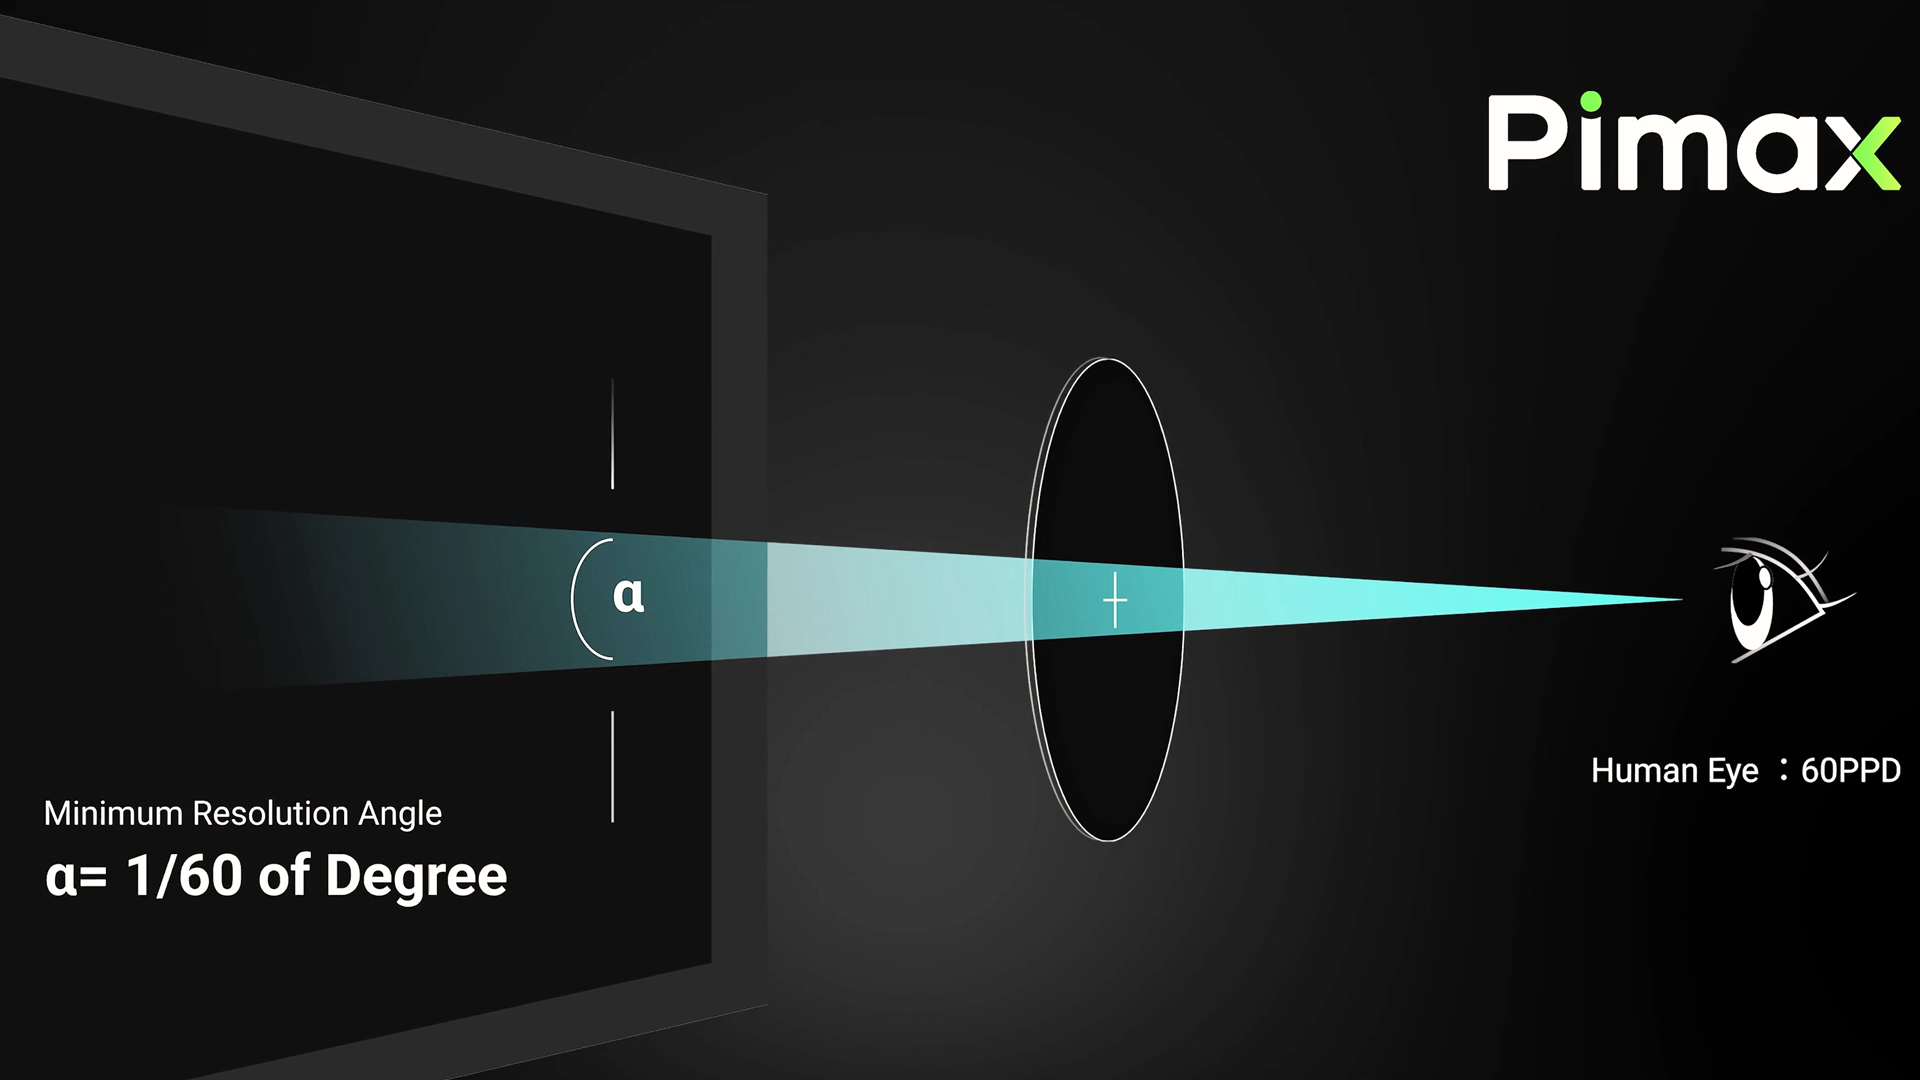 Pimax
α
Human Eye：60PPD
Minimum Resolution Angle
α= 1/60 of Degree